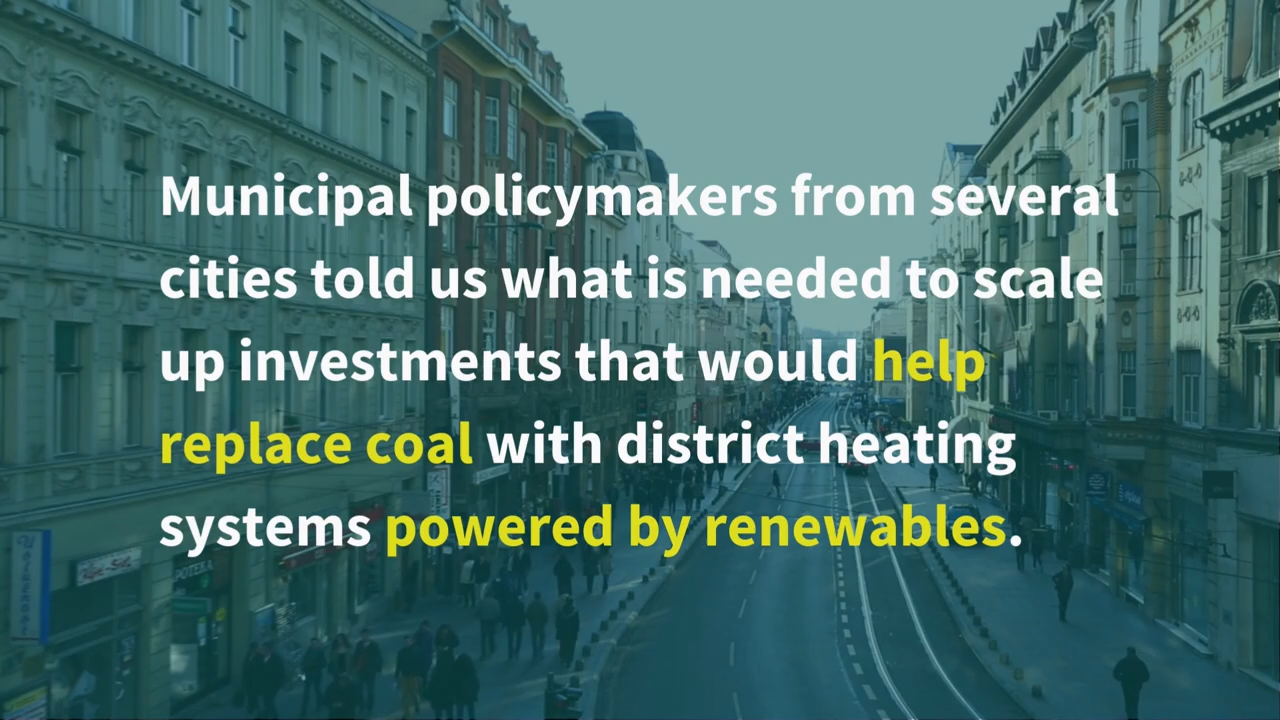 Municipal policymakers from several
cities told us what is needed to scale
up investments that would help
replace coal with district heating
systems powered by renewables.